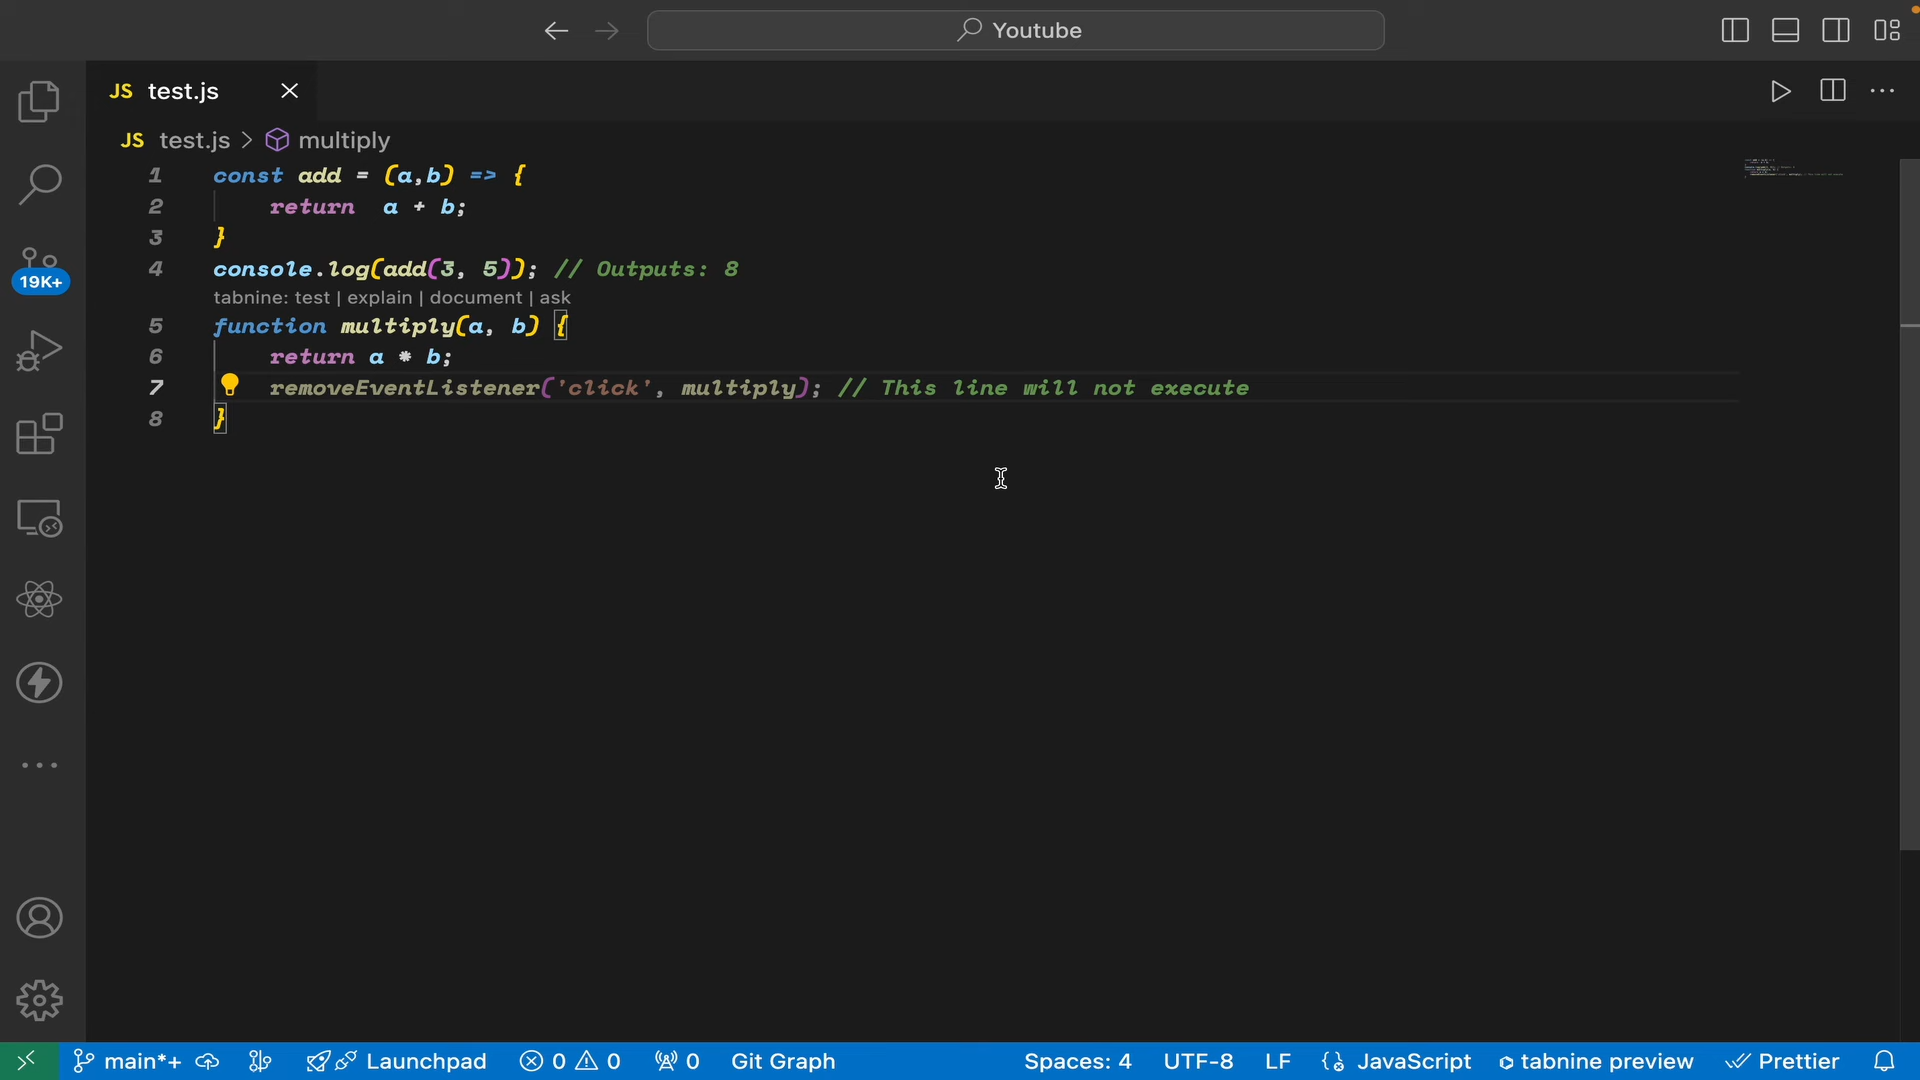 Youtube
JS test.js
JS test.js > multiply
1 const add = (a,b) => {
2 return  a + b;
3 }
4 console.log(add(3, 5)); // Outputs: 8
tabnine: test | explain | document | ask
5 function multiply(a, b) {
6 return a * b;
7 removeEventListener('click', multiply); // This line will not execute
8 }
19K+
main*+ Launchpad 0 0 0 Git Graph Spaces: 4 UTF-8 LF JavaScript tabnine preview Prettier